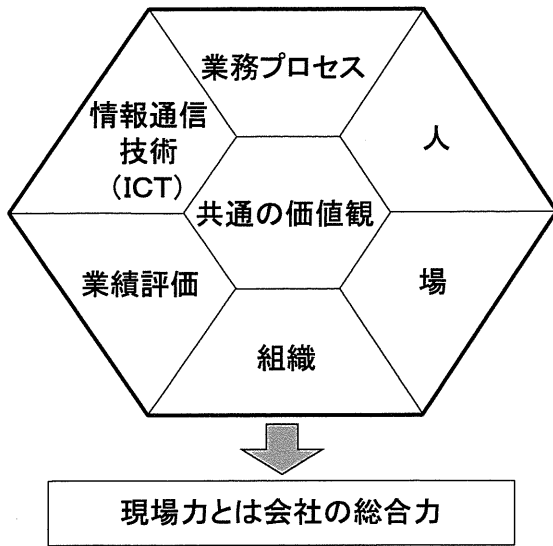 業務プロセス
情報通信
技術
(ICT)
人
共通の価値観
業績評価
場
組織
現場力とは会社の総合力